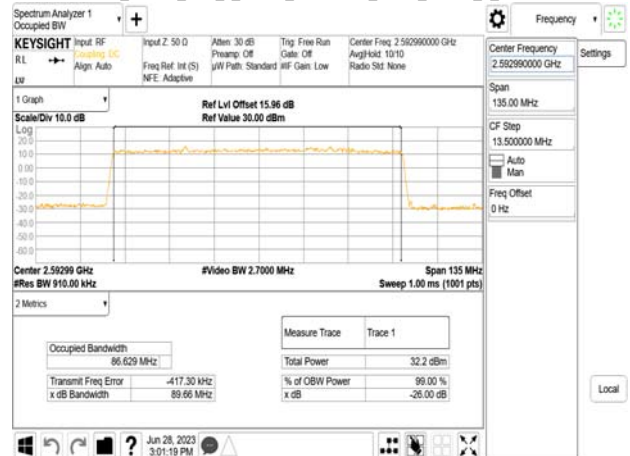 Spectrum Analyzer 1
Occupied BW
Frequency
KEYSIGHT
Input: RF
Input Z: 50 Ω
Atten: 30 dB
Trig: Free Run
Center Freq: 2.592990000 GHz
RL
Coupling: DC
Preamp: Off
Gate: Off
Avg|Hold: 10/10
Align: Auto
Freq Ref: Int (S)
µW Path: Standard
#IF Gain: Low
Radio Std: None
NFE: Adaptive
Center Frequency
2.592990000 GHz
Settings
Span
135.00 MHz
CF Step
13.500000 MHz
Auto
Man
Freq Offset
0 Hz
Local
1 Graph
Ref Lvl Offset 15.96 dB
Scale/Div 10.0 dB
Ref Value 30.00 dBm
Log
20.0
10.0
0.00
-10.0
-20.0
-30.0
-40.0
-50.0
-60.0
Center 2.59299 GHz
#Video BW 2.7000 MHz
Span 135 MHz
#Res BW 910.00 kHz
Sweep 1.00 ms (1001 pts)
2 Metrics
Measure Trace
Trace 1
Occupied Bandwidth
86.629 MHz
Total Power
32.2 dBm
Transmit Freq Error
-417.30 kHz
% of OBW Power
99.00 %
x dB Bandwidth
89.66 MHz
x dB
-26.00 dB
Jun 28, 2023
3:01:19 PM